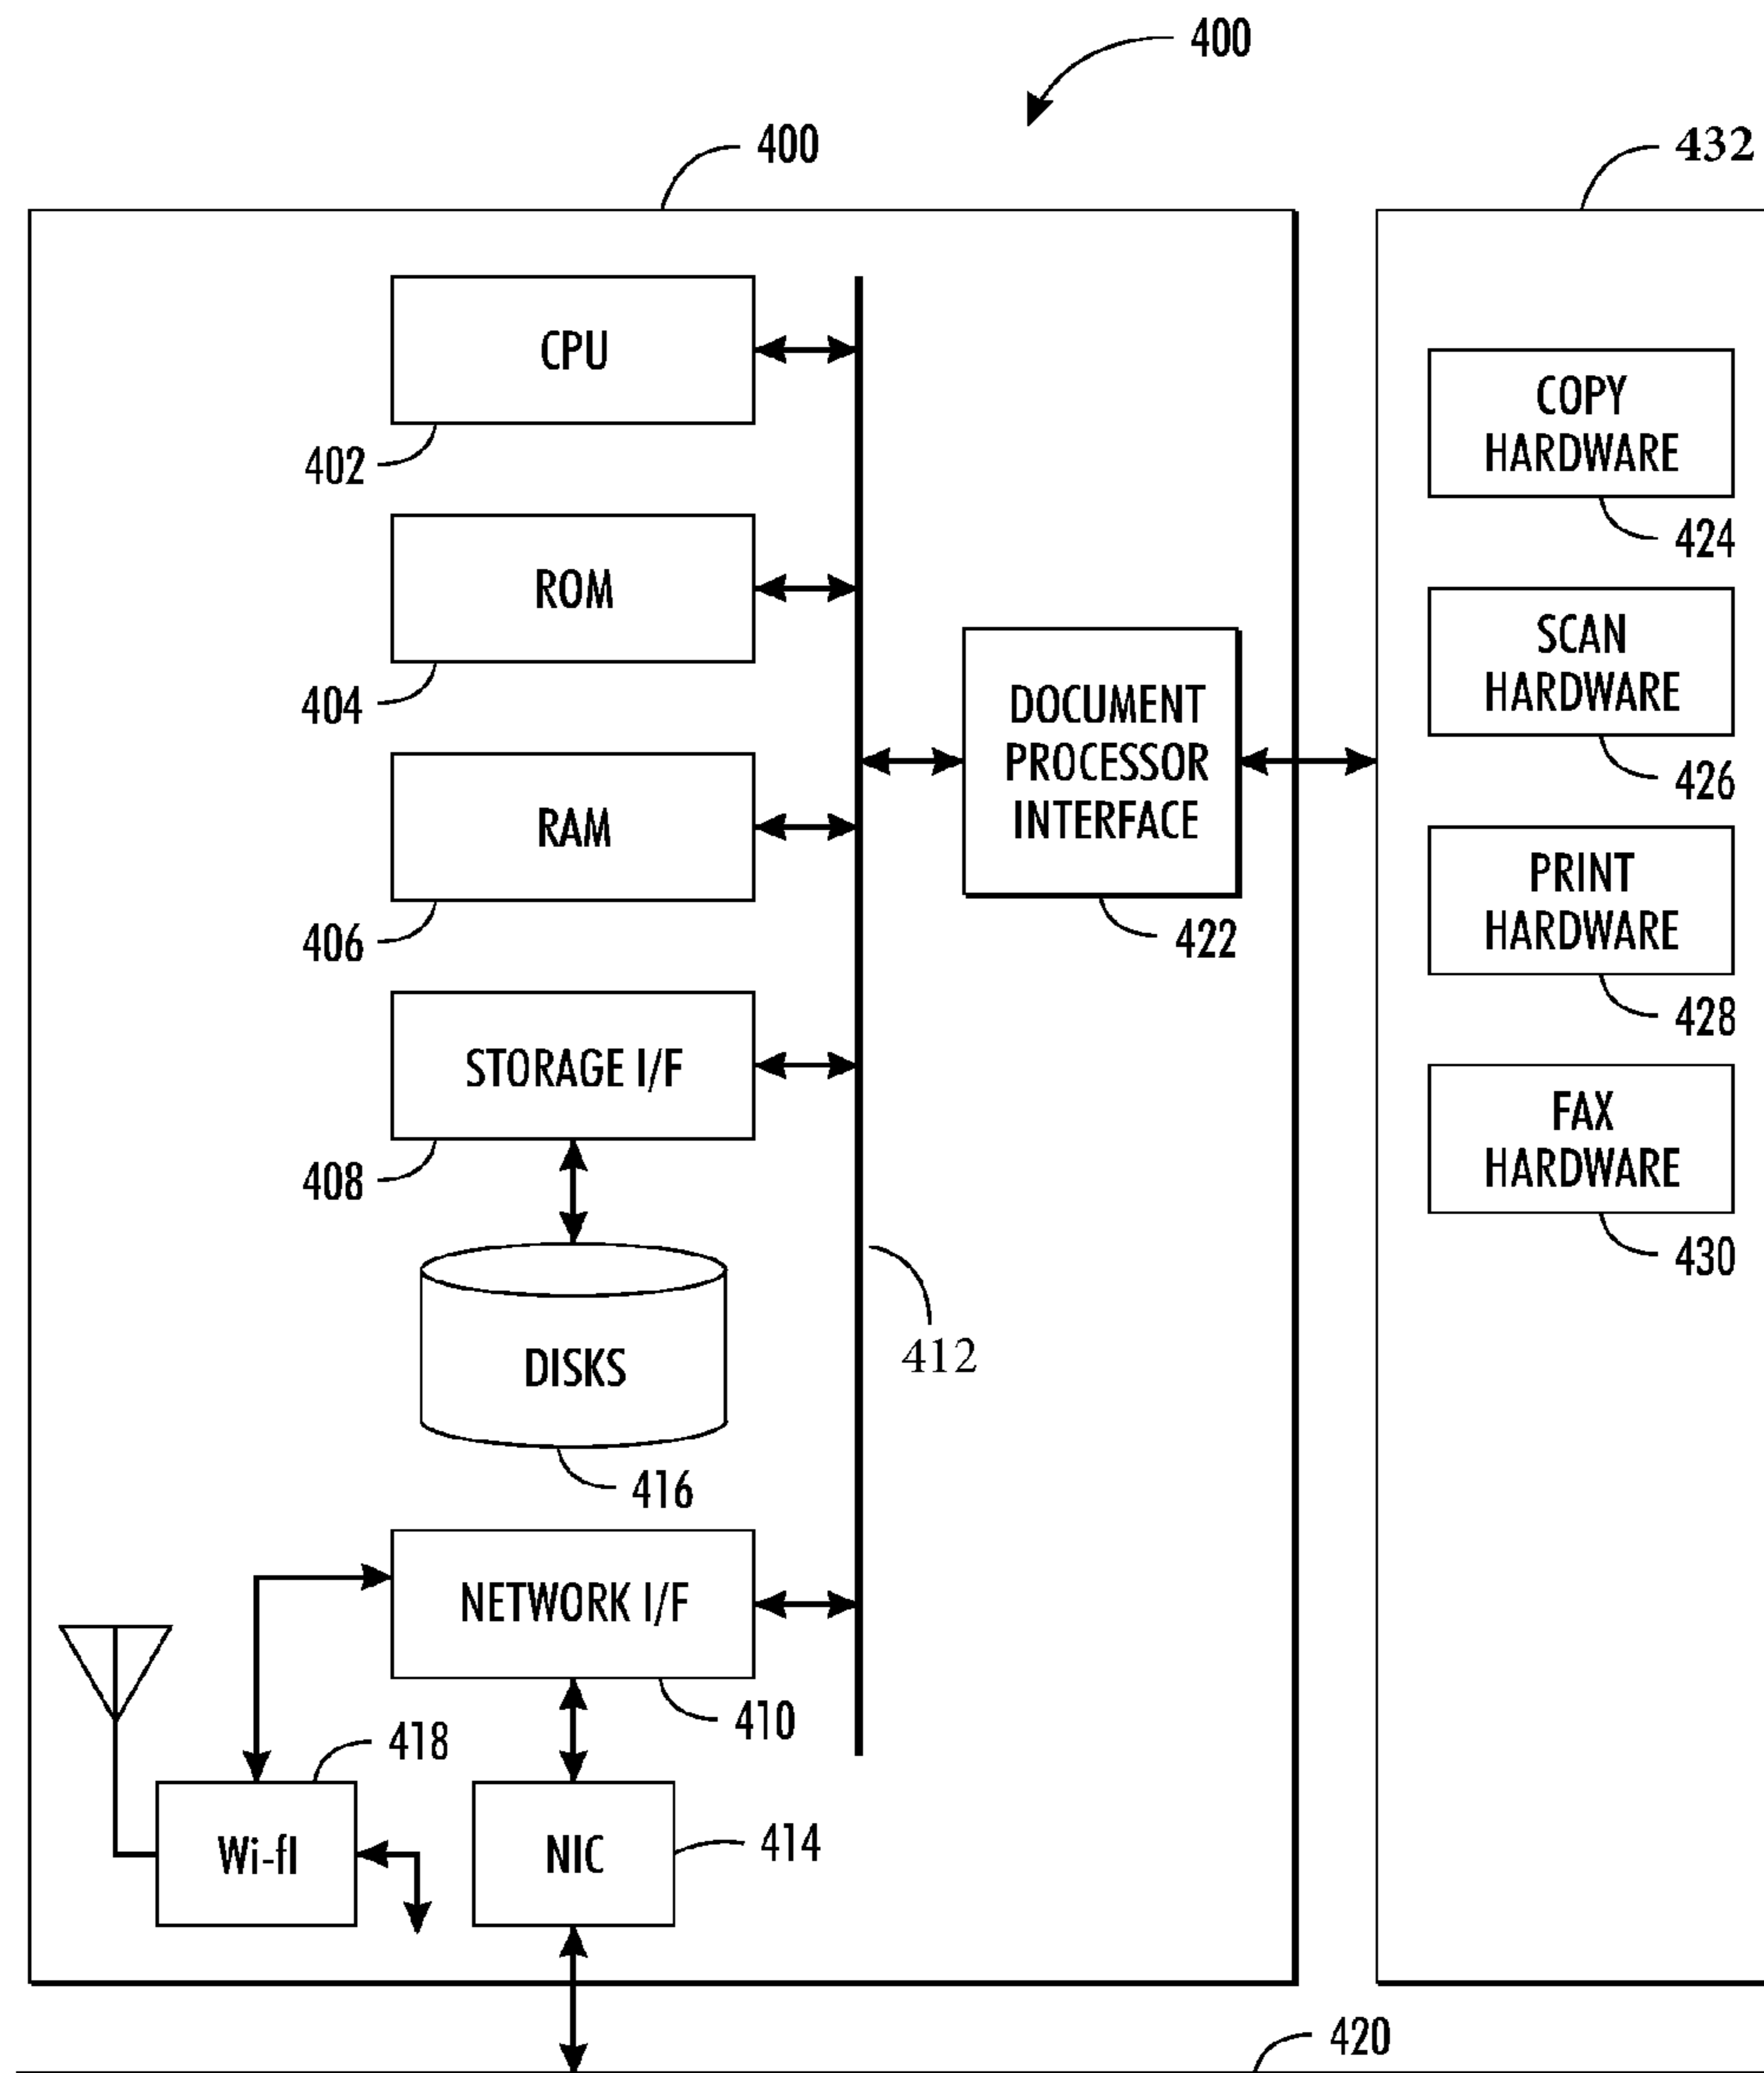 400
400
432
CPU
402
COPY
HARDWARE
424
ROM
404
SCAN
HARDWARE
426
DOCUMENT
PROCESSOR
INTERFACE
422
RAM
406
PRINT
HARDWARE
428
STORAGE I/F
408
FAX
HARDWARE
430
DISKS
416
412
NETWORK I/F
410
418
Wi-fI
NIC
414
420